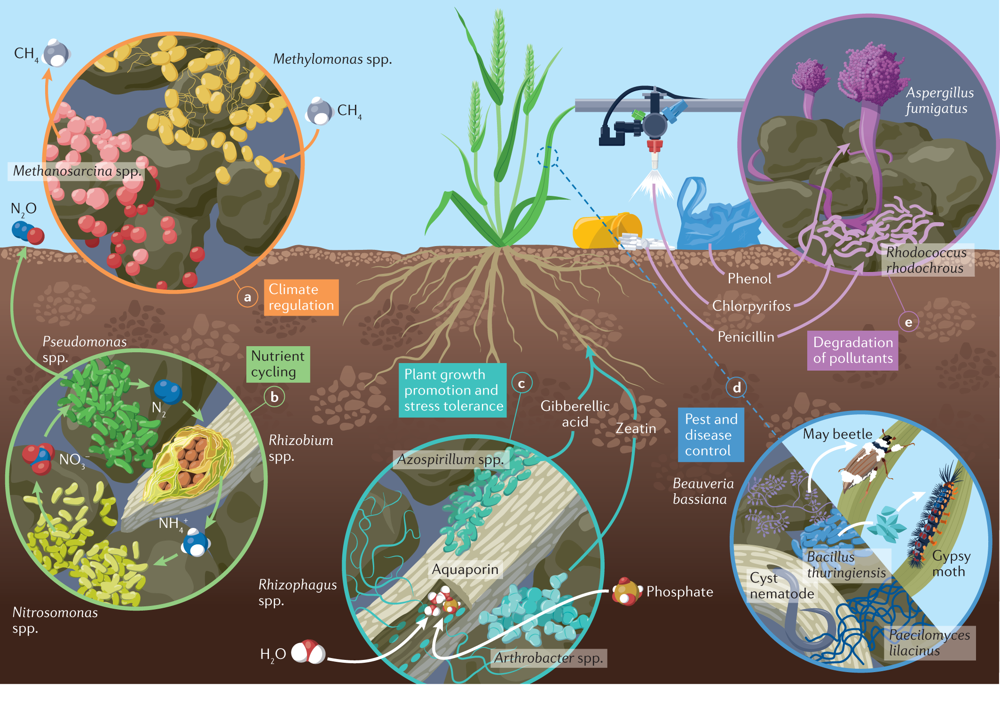 CH₄
Methylomonas spp.
CH₄
Methanosarcina spp.
N₂O
a
Climate
regulation
Pseudomonas
spp.
Nutrient
cycling
b
N₂
NO₃⁻
Rhizobium
spp.
NH₄⁺
Nitrosomonas
spp.
Plant growth
promotion and
stress tolerance
c
Gibberellic
acid
Zeatin
Azospirillum spp.
Aquaporin
Rhizophagus
spp.
Phosphate
H₂O
Arthrobacter spp.
Aspergillus
fumigatus
Rhodococcus
rhodochrous
Phenol
Chlorpyrifos
Penicillin
e
Degradation
of pollutants
d
Pest and
disease
control
May beetle
Beauveria
bassiana
Bacillus
thuringiensis
Gypsy
moth
Cyst
nematode
Paecilomyces
lilacinus